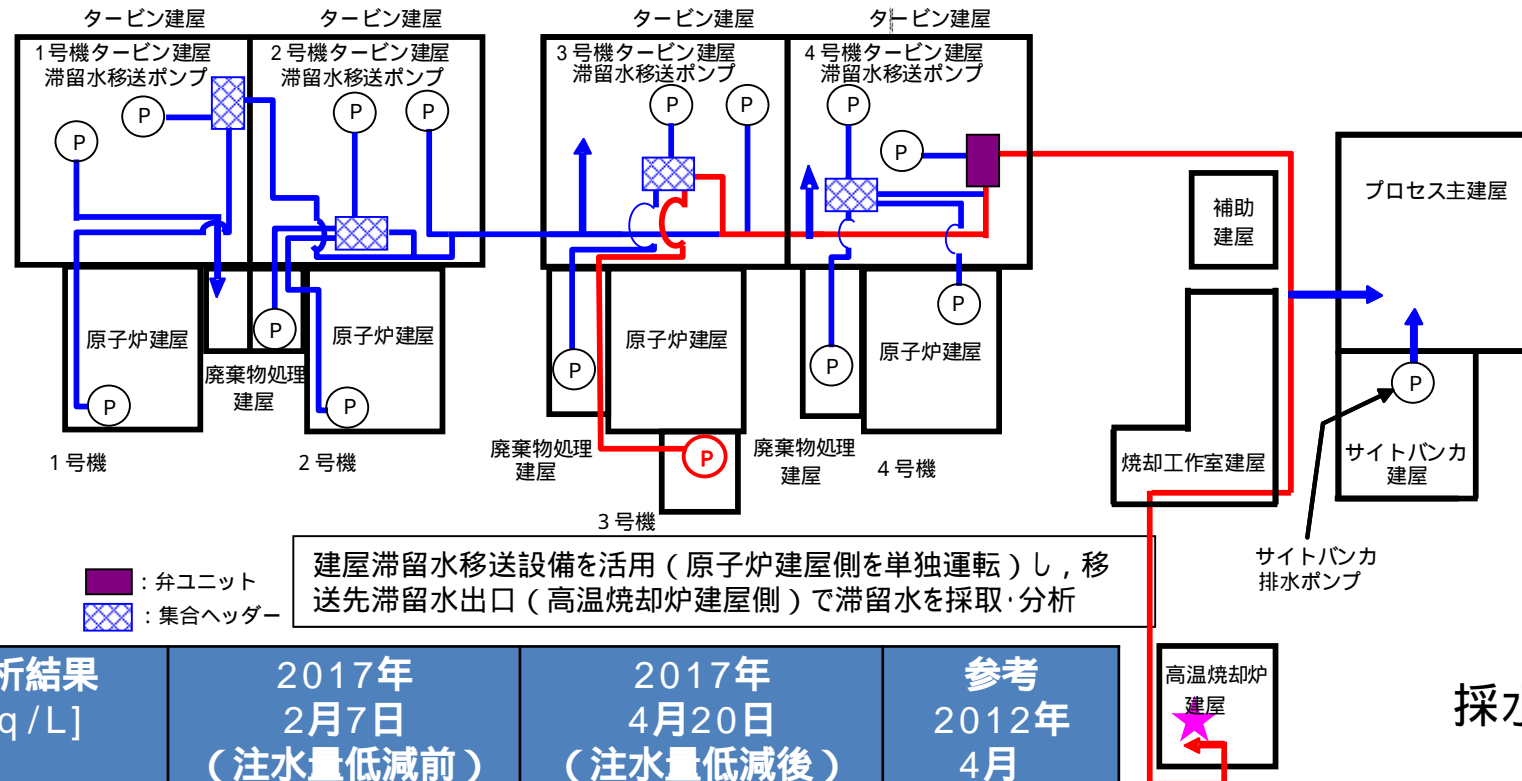 タービン建屋
タービン建屋
タービン建屋
タービン建屋
1号機タービン建屋
滞留水移送ポンプ
2号機タービン建屋
滞留水移送ポンプ
3号機タービン建屋
滞留水移送ポンプ
4号機タービン建屋
滞留水移送ポンプ
P
P
P
P
P
P
P
P
補助
建屋
プロセス主建屋
原子炉建屋
P
廃棄物処理
建屋
P
原子炉建屋
P
P
原子炉建屋
P
P
P
原子炉建屋
P
サイトバンカ
建屋
焼却工作室建屋
1号機
2号機
廃棄物処理
建屋
3号機
廃棄物処理
建屋
4号機
サイトバンカ
排水ポンプ
:弁ユニット
:集合ヘッダー
建屋滞留水移送設備を活用(原子炉建屋側を単独運転)し,移
送先滞留水出口(高温焼却炉建屋側)で滞留水を採取・分析
析結果
q/L]
2017年
2月7日
(注水量低減前)
2017年
4月20日
(注水量低減後)
参考
2012年
4月
高温焼却炉
建屋
採水